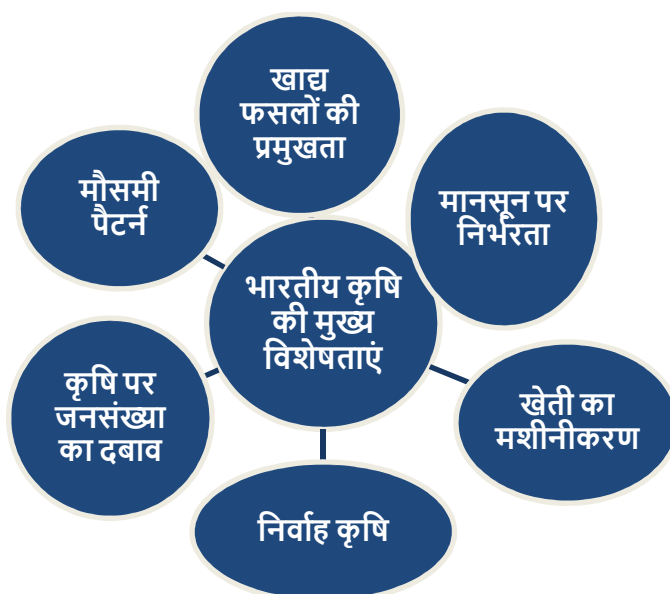 खाद्य
फसलों की
प्रमुखता
मौसमी
पैटर्न
मानसून पर
निर्भरता
भारतीय कृषि
की मुख्य
विशेषताएं
कृषि पर
जनसंख्या
का दबाव
खेती का
मशीनीकरण
निर्वाह कृषि